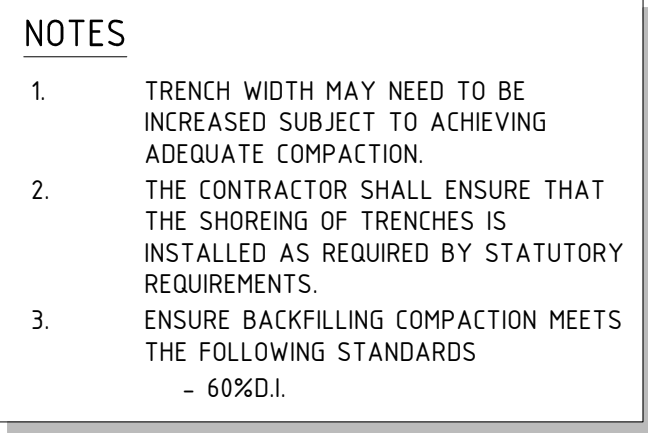 NOTES
1. TRENCH WIDTH MAY NEED TO BE
INCREASED SUBJECT TO ACHIEVING
ADEQUATE COMPACTION.
2. THE CONTRACTOR SHALL ENSURE THAT
THE SHOREING OF TRENCHES IS
INSTALLED AS REQUIRED BY STATUTORY
REQUIREMENTS.
3. ENSURE BACKFILLING COMPACTION MEETS
THE FOLLOWING STANDARDS
- 60%D.I.